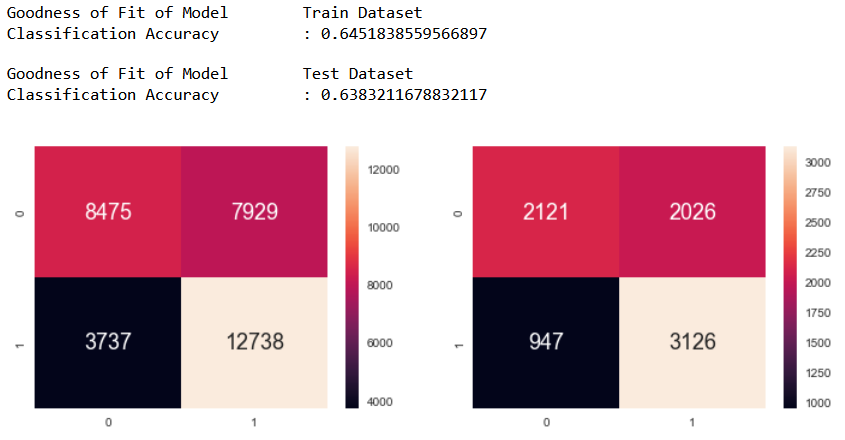 Goodness of Fit of Model Train Dataset
Classification Accuracy : 0.6451838559566897
Goodness of Fit of Model Test Dataset
Classification Accuracy : 0.6383211678832117
0 8475 7929
1 3737 12738
0 1
12000
10000
8000
6000
4000
0 2121 2026
1 947 3126
0 1
3000
2750
2500
2250
2000
1750
1500
1250
1000